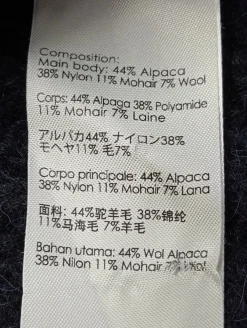 Composition:
Main body: 44% Alpaca
38% Nylon 11% Mohair 7% Wool
Corps: 44% Alpaga 38% Polyamide
11% Mohair 7% Laine
アルパカ44% ナイロン38%
モヘヤ11% 毛7%
Corpo principale: 44% Alpaca
38% Nylon 11% Mohair 7% Lana
面料: 44%驼羊毛 38%锦纶
11%马海毛 7%羊毛
Bahan utama: 44% Wol Alpaca
38% Nilon 11% Mohair 7% Wol